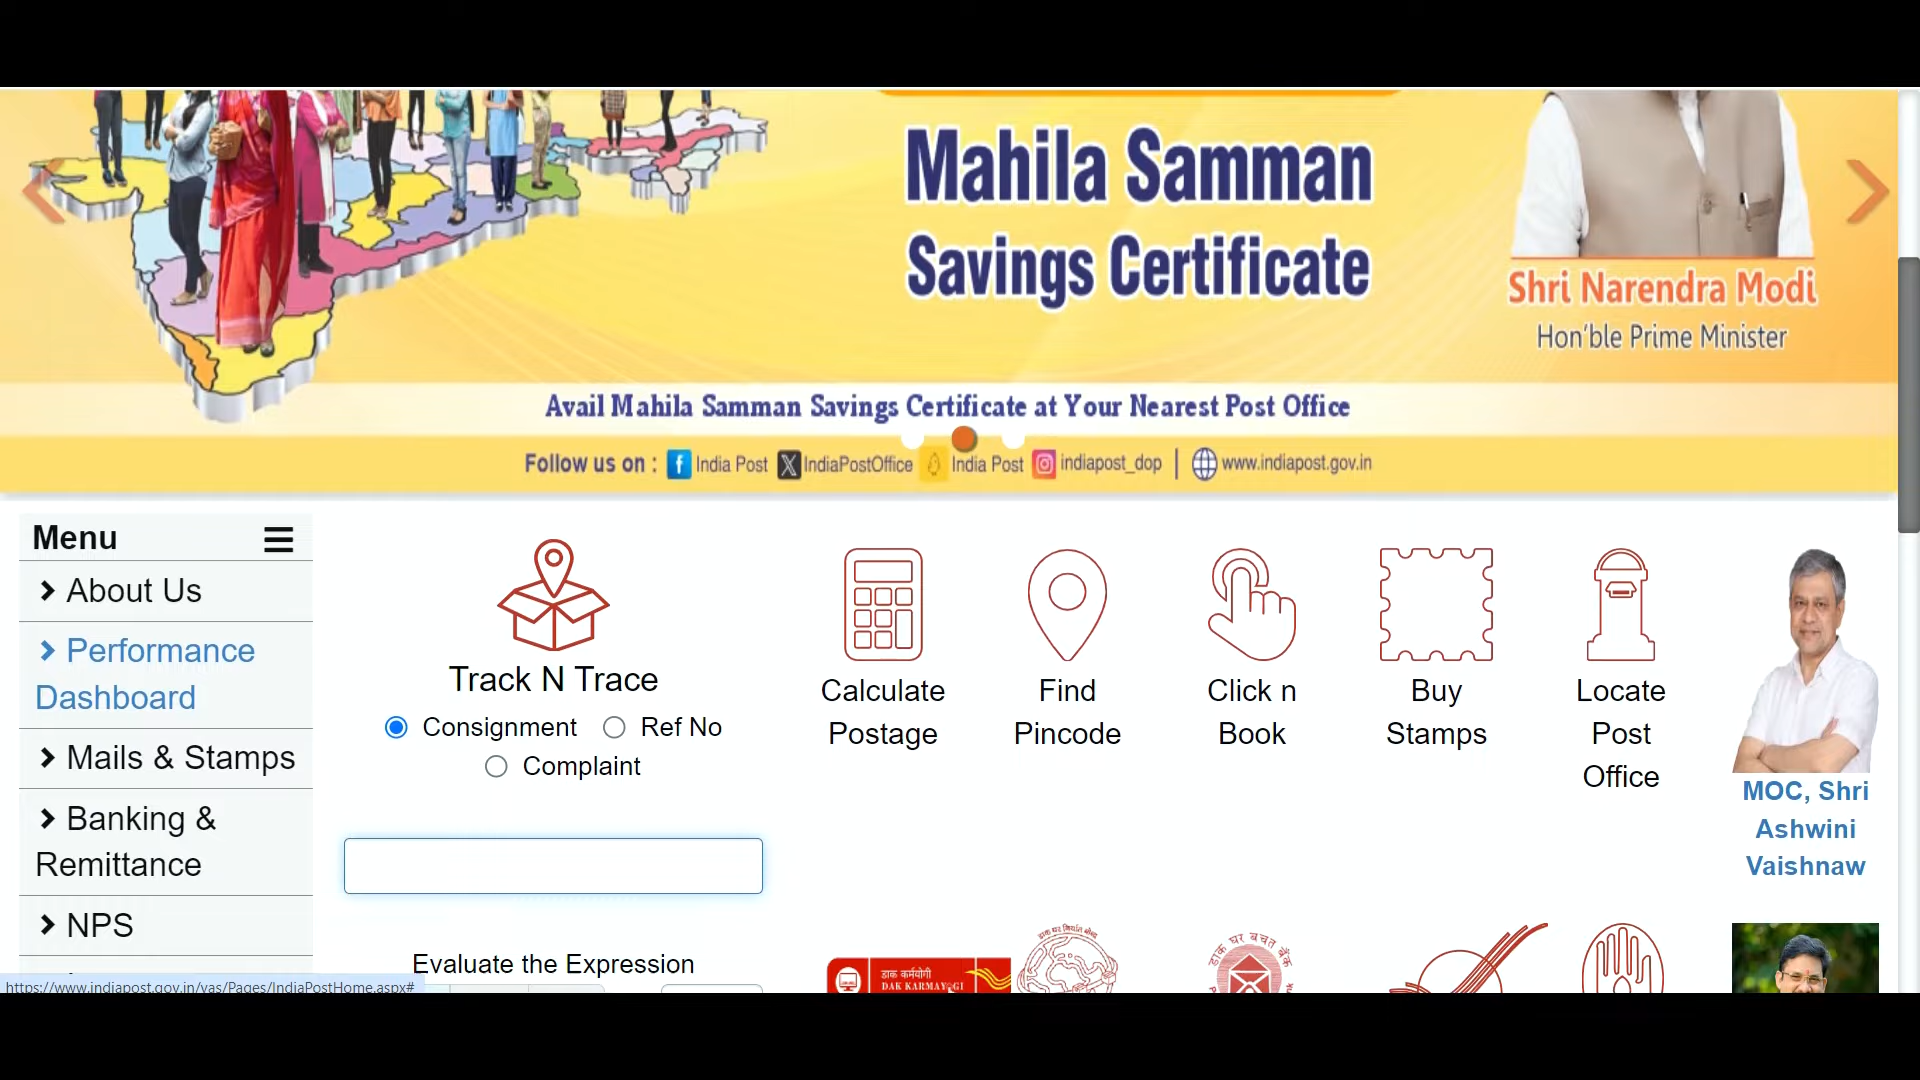 Mahila Samman
Savings Certificate
Shri Narendra Modi
Hon'ble Prime Minister
Avail Mahila Samman Savings Certificate at Your Nearest Post Office
Follow us on : India Post IndiaPostOffice India Post indiapost_dop | www.indiapost.gov.in
Menu
About Us
Performance
Dashboard
Mails & Stamps
Banking &
Remittance
NPS
Track N Trace
Consignment Ref No
Complaint
Evaluate the Expression
Calculate
Postage
Find
Pincode
Click n
Book
Buy
Stamps
Locate
Post
Office
MOC, Shri
Ashwini
Vaishnaw
डाक कर्मयोगी
DAK KARMAYOGI
डाक घर बचत बैंक
https://www.indiapost.gov.in/vas/Pages/IndiaPostHome.aspx#